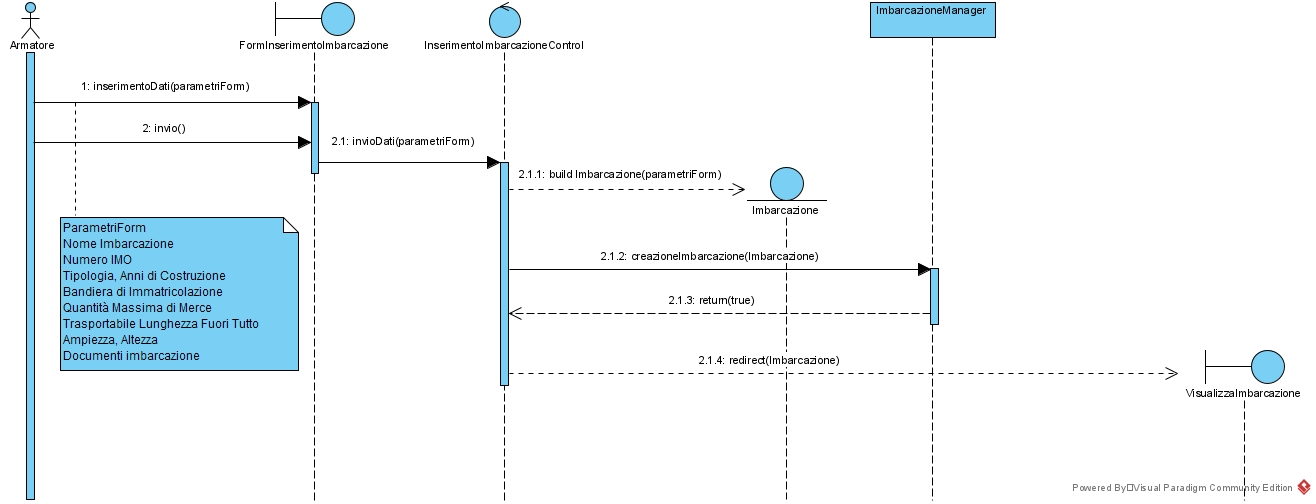 Armatore
FormInserimentoImbarcazione
InserimentoImbarcazioneControl
ImbarcazioneManager
1: inserimentoDati(parametriForm)
2: invio()
2.1: invioDati(parametriForm)
2.1.1: build Imbarcazione(parametriForm)
Imbarcazione
ParametriForm
Nome Imbarcazione
Numero IMO
Tipologia, Anni di Costruzione
Bandiera di Immatricolazione
Quantità Massima di Merce
Trasportabile Lunghezza Fuori Tutto
Ampiezza, Altezza
Documenti imbarcazione
2.1.2: creazioneImbarcazione(Imbarcazione)
2.1.3: return(true)
2.1.4: redirect(Imbarcazione)
VisualizzaImbarcazione
Powered By□Visual Paradigm Community Edition